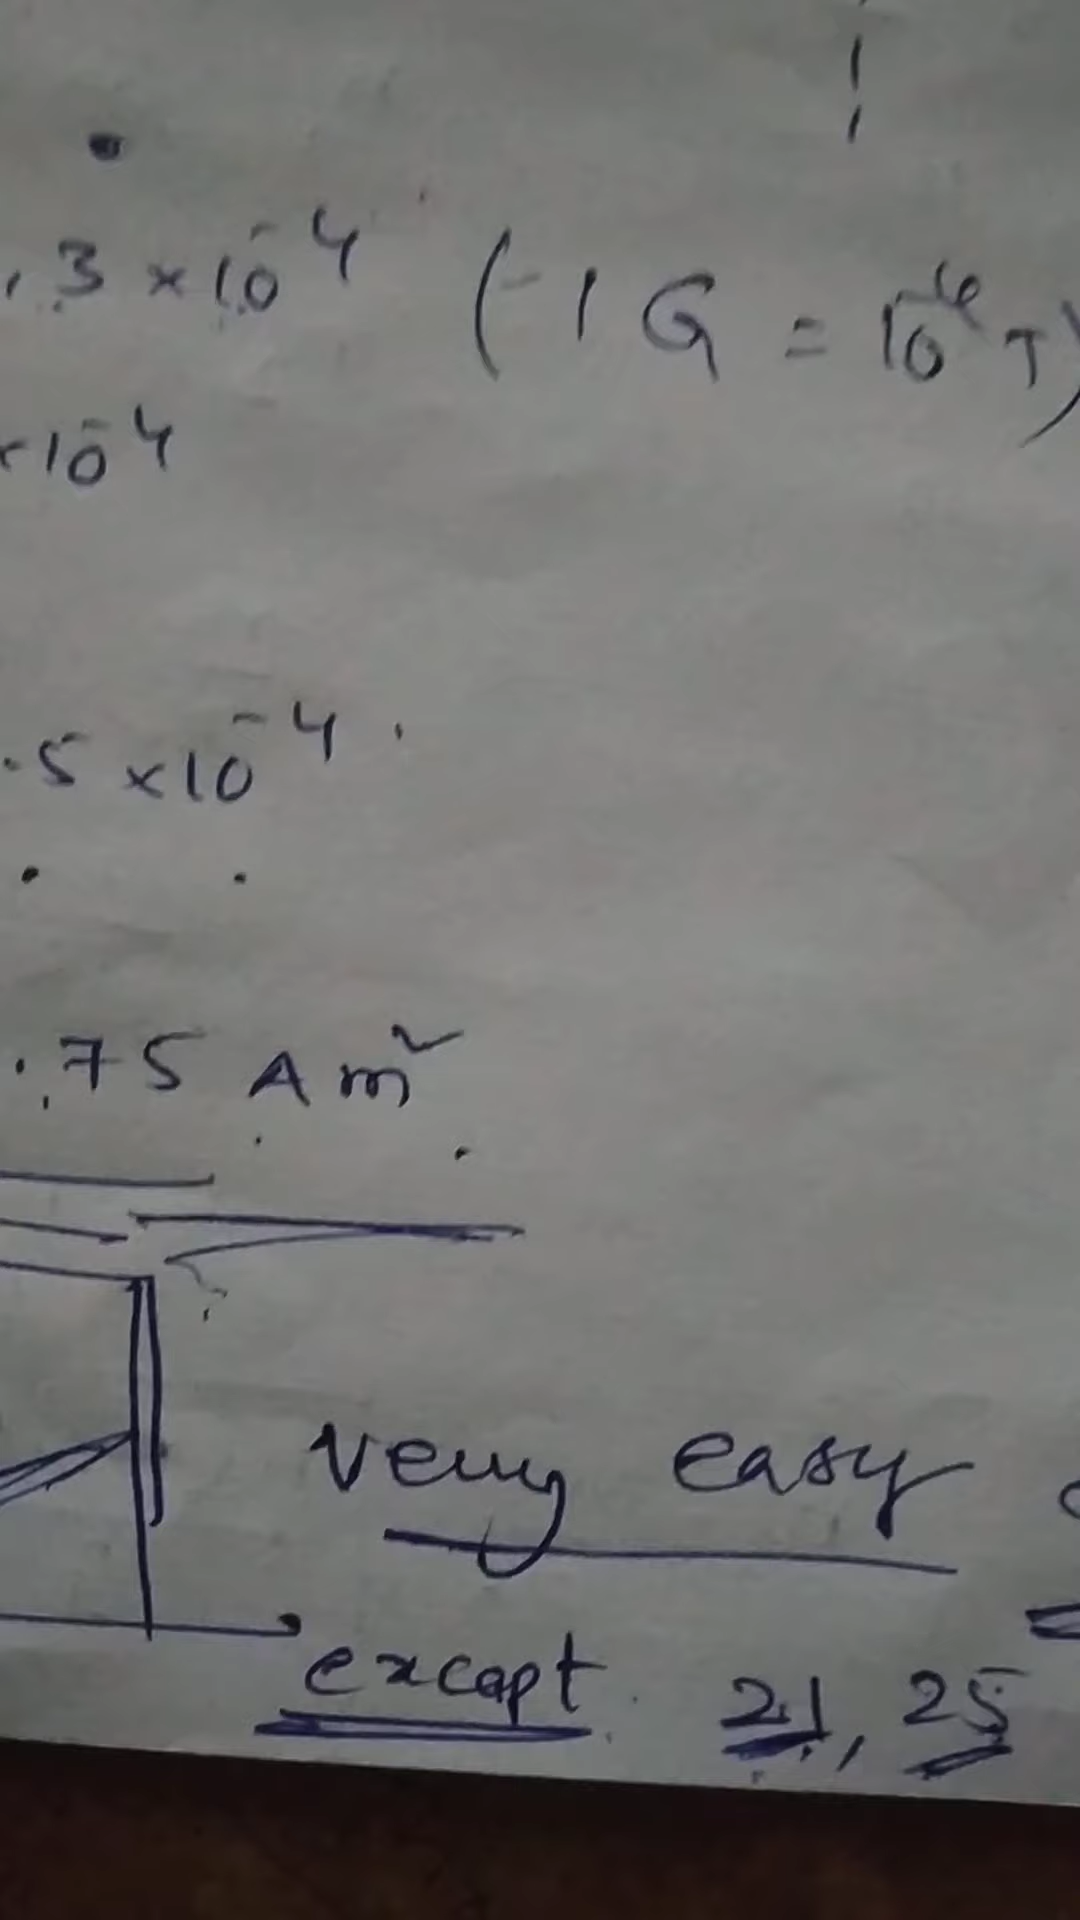 .3 × 10⁻⁴ (1 G = 10⁻⁴ T)
× 10⁻⁴
.5 × 10⁻⁴
.75 Am²
very easy
except 21, 25